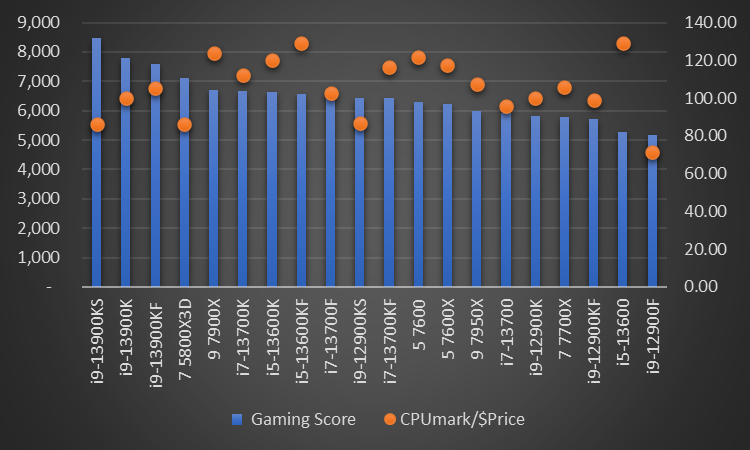 9,000
8,000
7,000
6,000
5,000
4,000
3,000
2,000
1,000
-
140.00
120.00
100.00
80.00
60.00
40.00
20.00
0.00
i9-13900KS
i9-13900K
i9-13900KF
7 5800X3D
9 7900X
i7-13700K
i5-13600K
i5-13600KF
i7-13700F
i9-12900KS
i7-13700KF
5 7600
5 7600X
9 7950X
i7-13700
i9-12900K
7 7700X
i9-12900KF
i5-13600
i9-12900F
Gaming Score CPUmark/$Price